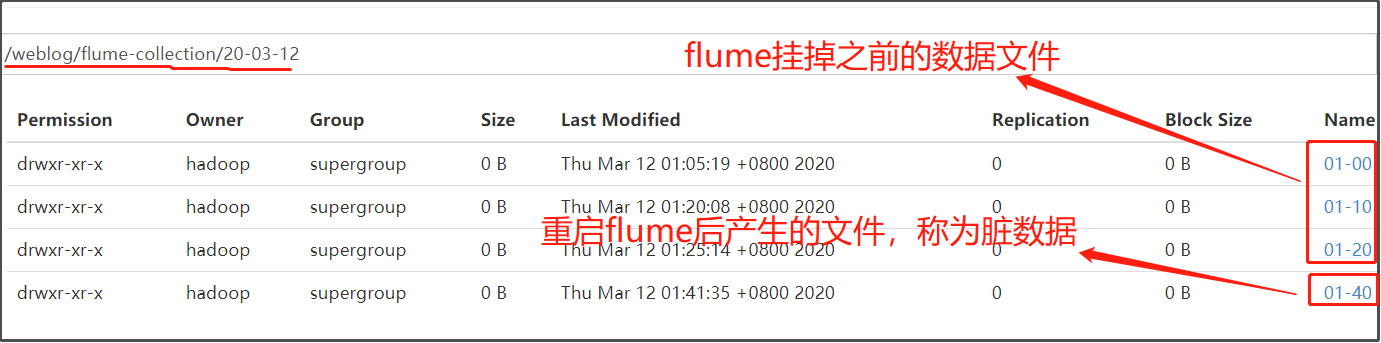 /weblog/flume-collection/20-03-12
flume挂掉之前的数据文件
Permission Owner Group Size Last Modified Replication Block Size Name
drwxr-xr-x hadoop supergroup 0 B Thu Mar 12 01:05:19 +0800 2020 0 0 B 01-00
drwxr-xr-x hadoop supergroup 0 B Thu Mar 12 01:20:08 +0800 2020 0 0 B 01-10
重启flume后产生的文件，称为脏数据
drwxr-xr-x hadoop supergroup 0 B Thu Mar 12 01:25:14 +0800 2020 0 0 B 01-20
drwxr-xr-x hadoop supergroup 0 B Thu Mar 12 01:41:35 +0800 2020 0 0 B 01-40